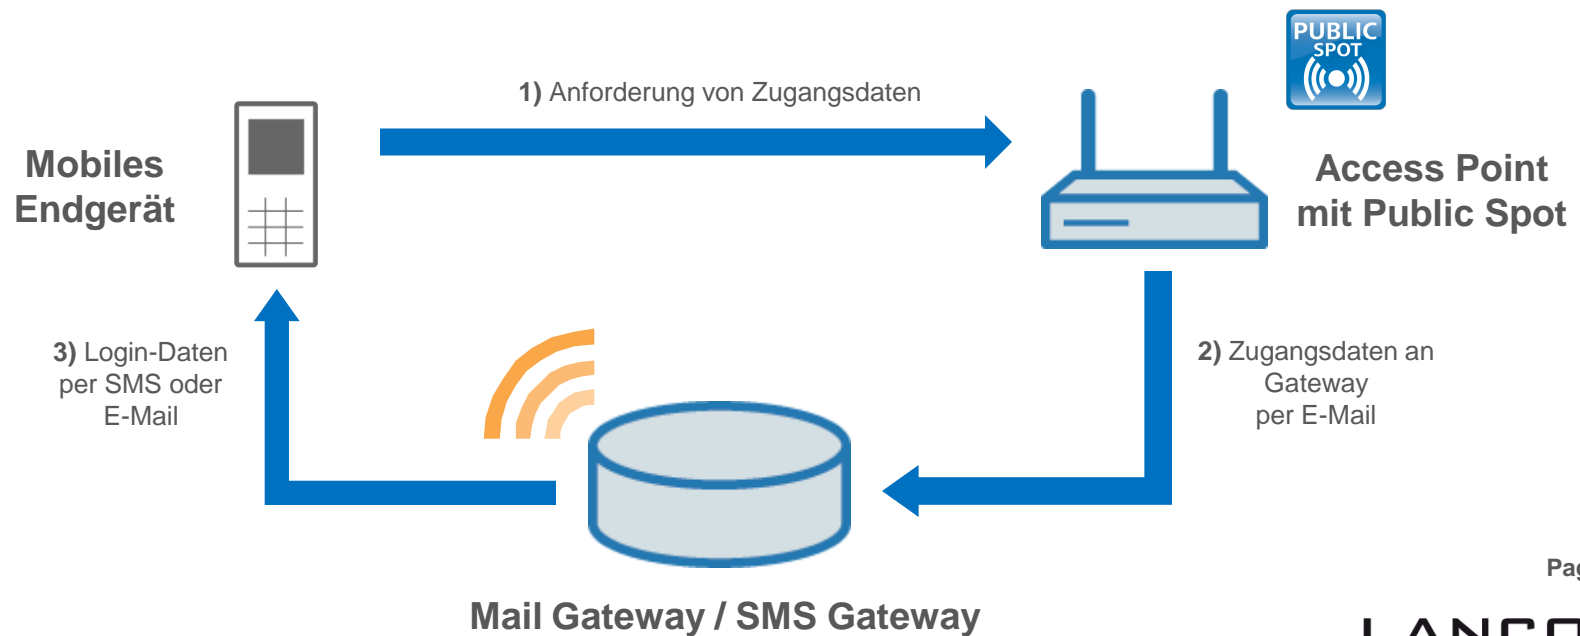 PUBLIC
SPOT
1) Anforderung von Zugangsdaten
Mobiles
Endgerät
Access Point
mit Public Spot
3) Login-Daten
per SMS oder
E-Mail
2) Zugangsdaten an
Gateway
per E-Mail
Mail Gateway / SMS Gateway